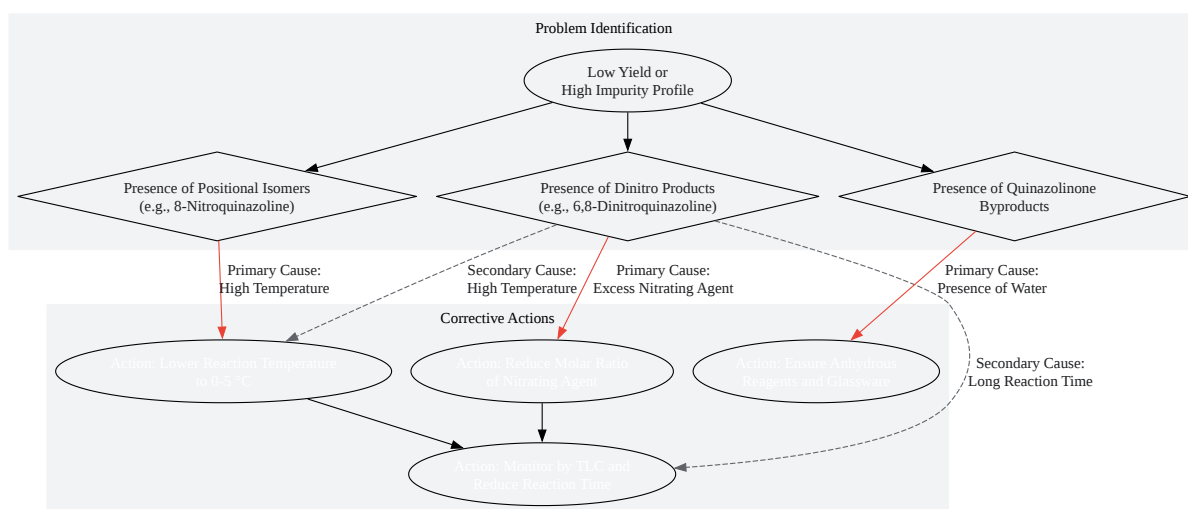 Problem Identification
Low Yield or
High Impurity Profile
Presence of Positional Isomers
(e.g., 8-Nitroquinazoline)
Presence of Dinitro Products
(e.g., 6,8-Dinitroquinazoline)
Presence of Quinazolinone
Byproducts
Primary Cause:
High Temperature
Secondary Cause:
High Temperature
Primary Cause:
Excess Nitrating Agent
Primary Cause:
Presence of Water
Corrective Actions
Action: Lower Reaction Temperature
to 0-5 °C
Action: Reduce Molar Ratio
of Nitrating Agent
Action: Ensure Anhydrous
Reagents and Glassware
Secondary Cause:
Long Reaction Time
Action: Monitor by TLC and
Reduce Reaction Time